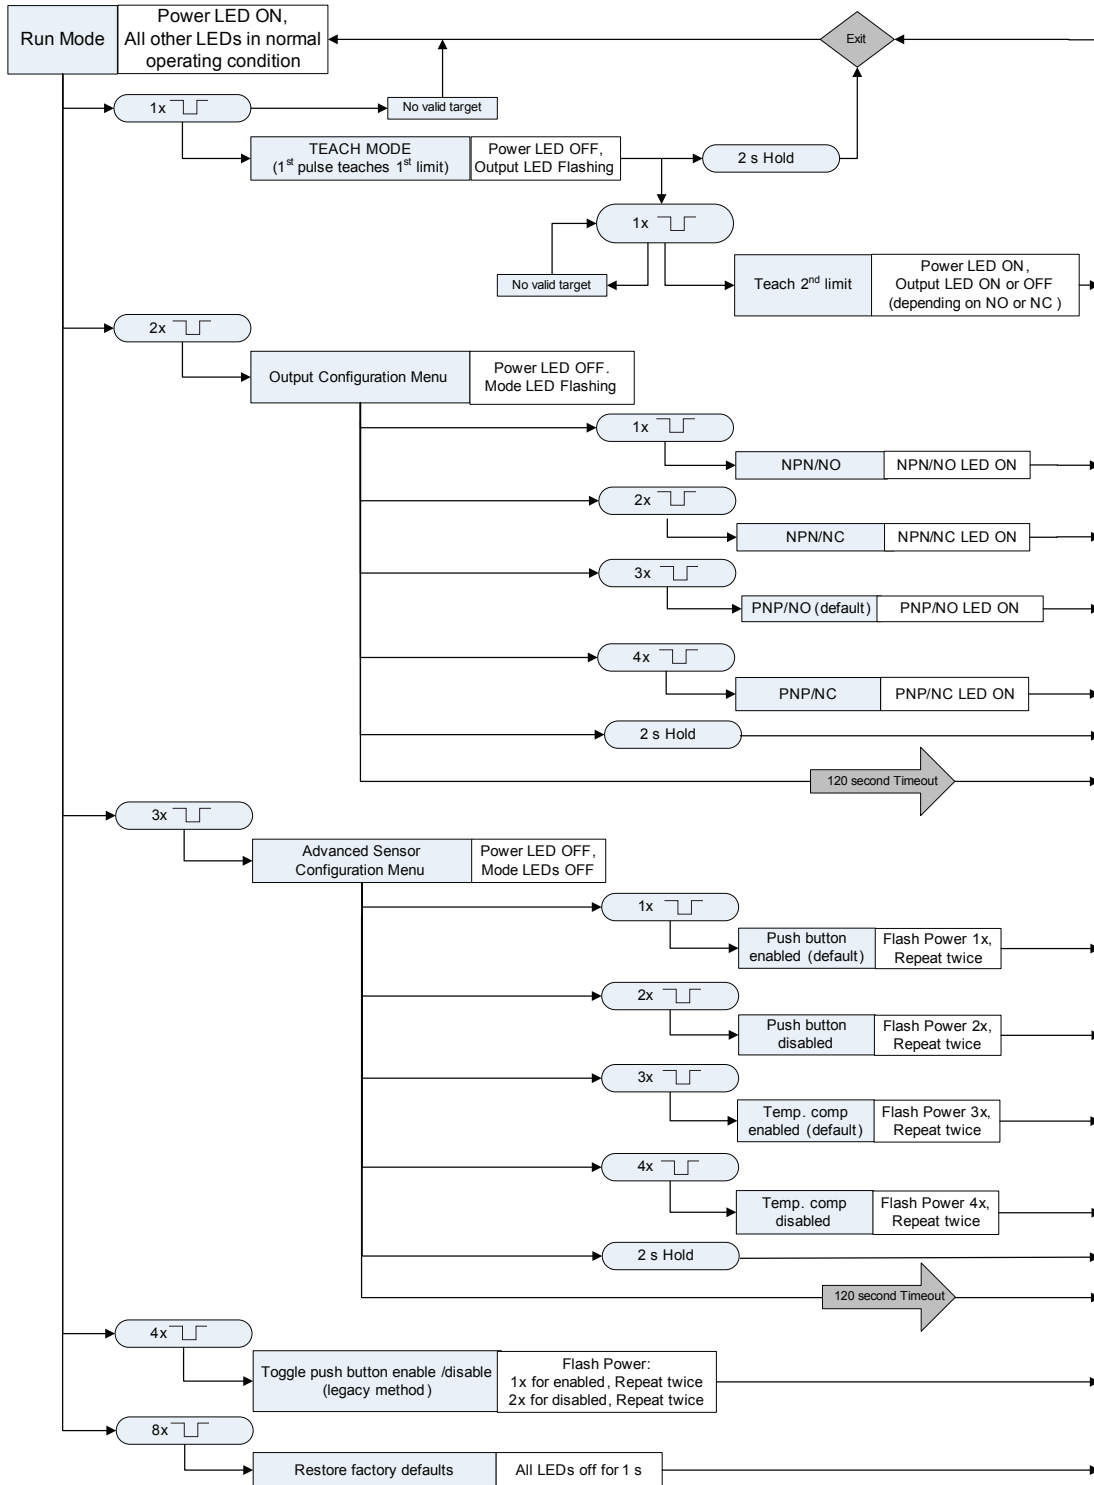 Run Mode
Power LED ON,
All other LEDs in normal
operating condition
Exit
1x
No valid target
TEACH MODE
(1st pulse teaches 1st limit)
Power LED OFF,
Output LED Flashing
2 s Hold
1x
No valid target
Teach 2nd limit
Power LED ON,
Output LED ON or OFF
(depending on NO or NC )
2x
Output Configuration Menu
Power LED OFF.
Mode LED Flashing
1x
NPN/NO
NPN/NO LED ON
2x
NPN/NC
NPN/NC LED ON
3x
PNP/NO (default)
PNP/NO LED ON
4x
PNP/NC
PNP/NC LED ON
2 s Hold
120 second Timeout
3x
Advanced Sensor
Configuration Menu
Power LED OFF,
Mode LEDs OFF
1x
Push button
enabled (default)
Flash Power 1x,
Repeat twice
2x
Push button
disabled
Flash Power 2x,
Repeat twice
3x
Temp. comp
enabled (default)
Flash Power 3x,
Repeat twice
4x
Temp. comp
disabled
Flash Power 4x,
Repeat twice
2 s Hold
120 second Timeout
4x
Toggle push button enable /disable
(legacy method)
Flash Power:
1x for enabled, Repeat twice
2x for disabled, Repeat twice
8x
Restore factory defaults
All LEDs off for 1 s